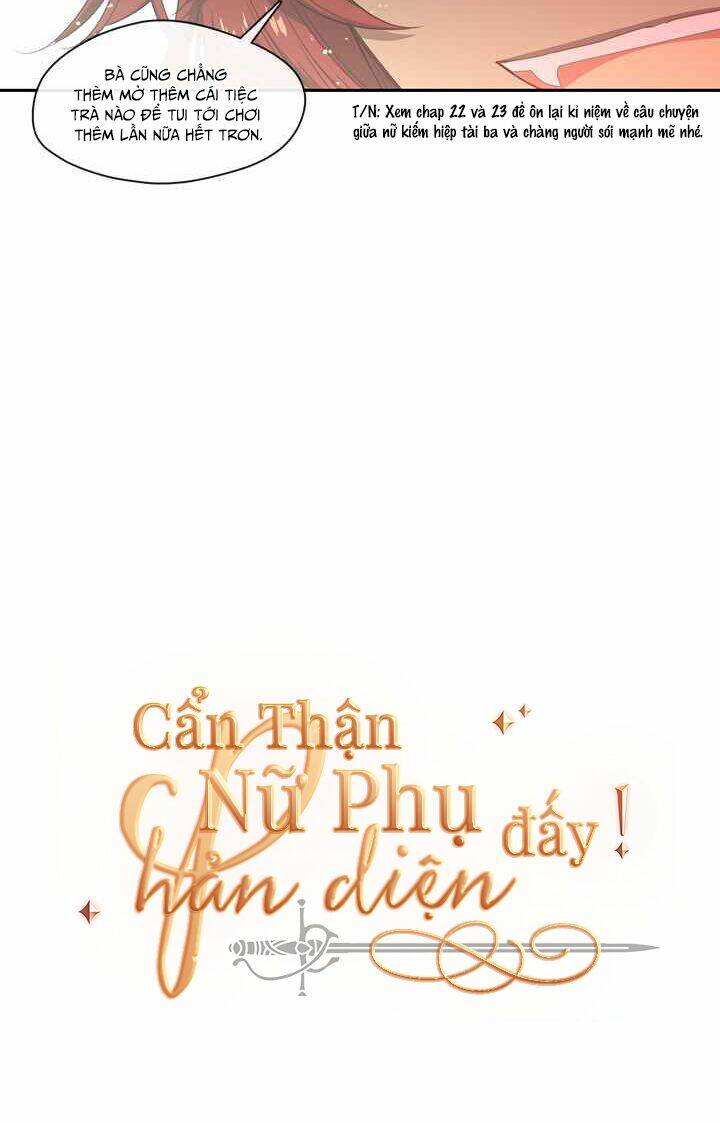 BÀ CŨNG CHẲNG
THÈM MỞ THÊM CÁI TIỆC
TRÀ NÀO ĐỂ TUI TỚI CHƠI
THÊM LẦN NỮA HẾT TRƠN.
T/N: Xem chap 22 và 23 để ôn lại kỉ niệm về câu chuyện
giữa nữ kiếm hiệp tài ba và chàng người sói mạnh mẽ nhé.
Cẩn Thận
Nữ Phụ
đấy!
Phản diện